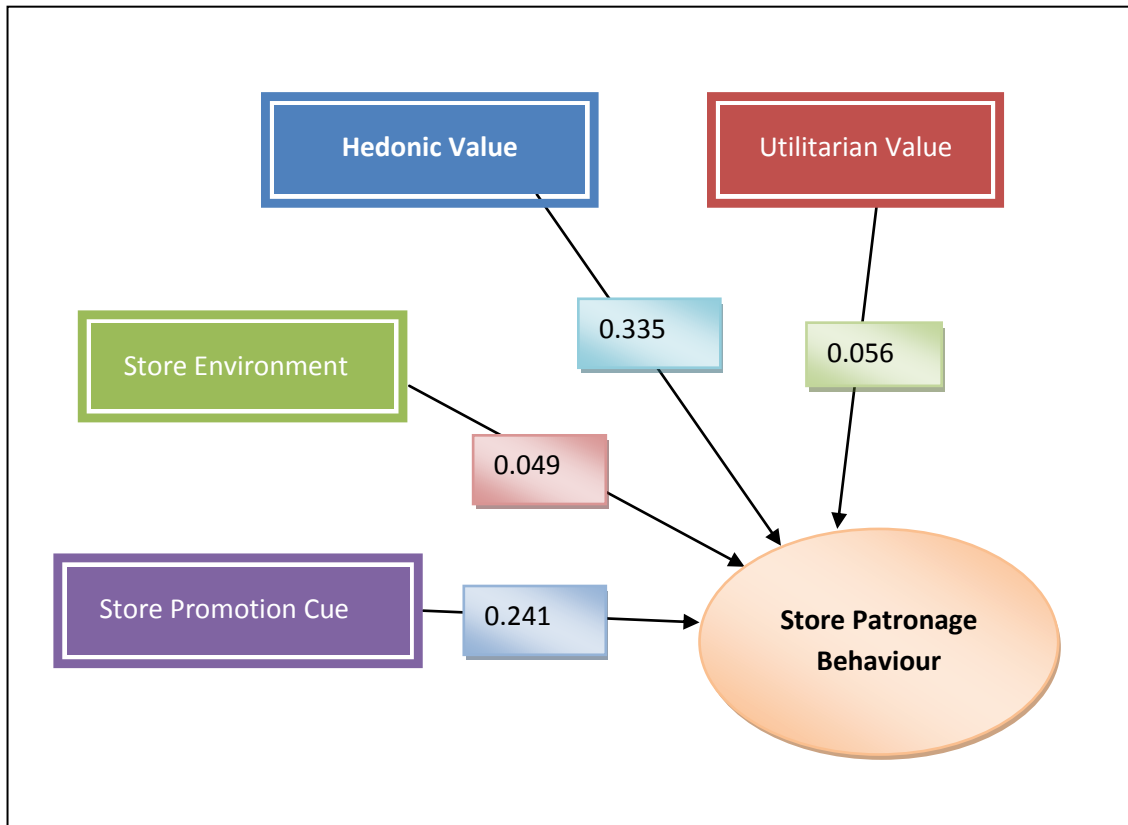 Hedonic Value
Utilitarian Value
0.335
0.056
Store Environment
0.049
Store Promotion Cue
0.241
Store Patronage
Behaviour